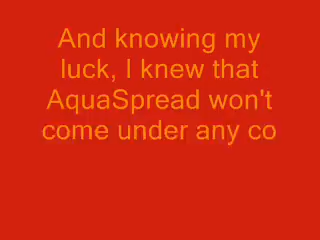 And knowing my
luck, I knew that
AquaSpread won't
come under any co